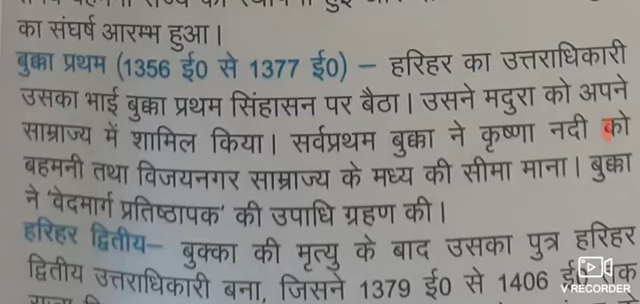 का संघर्ष आरम्भ हुआ।
बुक्का प्रथम (1356 ई0 से 1377 ई0) – हरिहर का उत्तराधिकारी
उसका भाई बुक्का प्रथम सिंहासन पर बैठा। उसने मदुरा को अपने
साम्राज्य में शामिल किया। सर्वप्रथम बुक्का ने कृष्णा नदी को
बहमनी तथा विजयनगर साम्राज्य के मध्य की सीमा माना। बुक्का
ने 'वेदमार्ग प्रतिष्ठापक' की उपाधि ग्रहण की।
हरिहर द्वितीय– बुक्का की मृत्यु के बाद उसका पुत्र हरिहर
द्वितीय उत्तराधिकारी बना, जिसने 1379 ई0 से 1406 ई0
V RECORDER